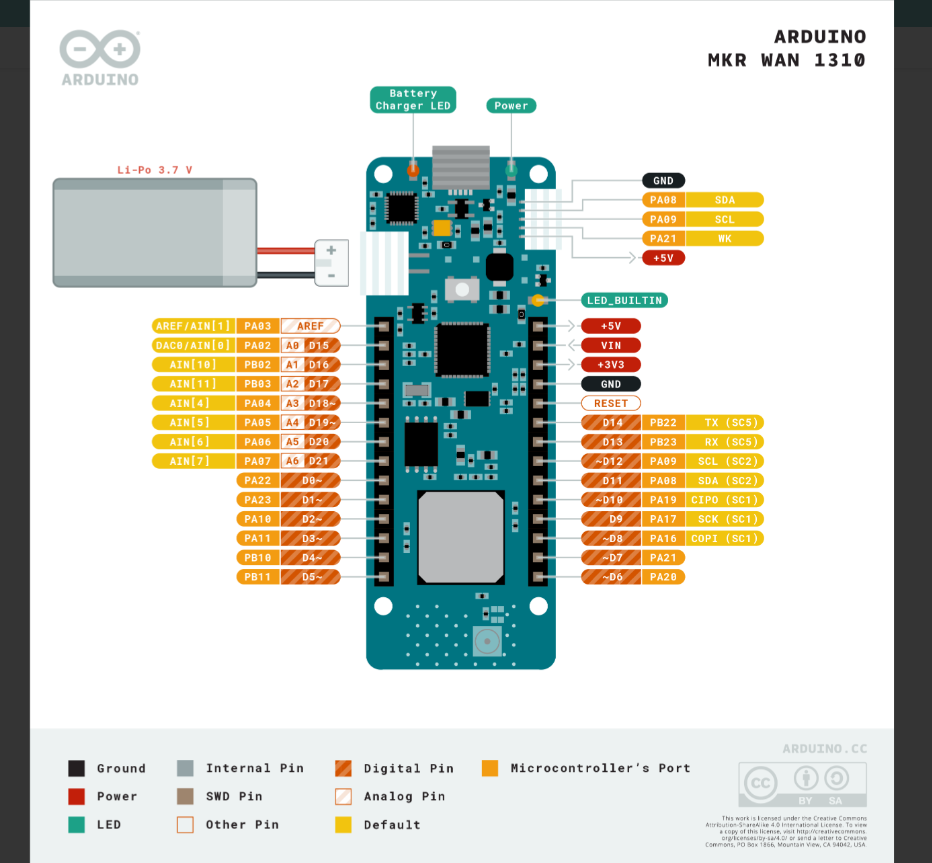 ARDUINO
ARDUINO
MKR WAN 1310
Battery
Charger LED
Power
Li-Po 3.7 V
+
-
GND
PA08 SDA
PA09 SCL
PA21 WK
+5V
LED_BUILTIN
AREF/AIN[1] PA03 AREF
DAC0/AIN[0] PA02 A0 D15
AIN[10] PB02 A1 D16
AIN[11] PB03 A2 D17
AIN[4] PA04 A3 D18~
AIN[5] PA05 A4 D19~
AIN[6] PA06 A5 D20
AIN[7] PA07 A6 D21
PA22 D0~
PA23 D1~
PA10 D2~
PA11 D3~
PB10 D4~
PB11 D5~
+5V
VIN
+3V3
GND
RESET
D14 PB22 TX (SC5)
D13 PB23 RX (SC5)
~D12 PA09 SCL (SC2)
D11 PA08 SDA (SC2)
~D10 PA19 CIPO (SC1)
D9 PA17 SCK (SC1)
~D8 PA16 COPI (SC1)
~D7 PA21
~D6 PA20
Ground
Power
LED
Internal Pin
SWD Pin
Other Pin
Digital Pin
Analog Pin
Default
Microcontroller's Port
ARDUINO.CC
CC
BY SA
This work is licensed under the Creative Commons
Attribution-ShareAlike 4.0 International License. To view
a copy of this license, visit http://creativecommons.
org/licenses/by-sa/4.0/ or send a letter to Creative
Commons, PO Box 1866, Mountain View, CA 94042, USA.